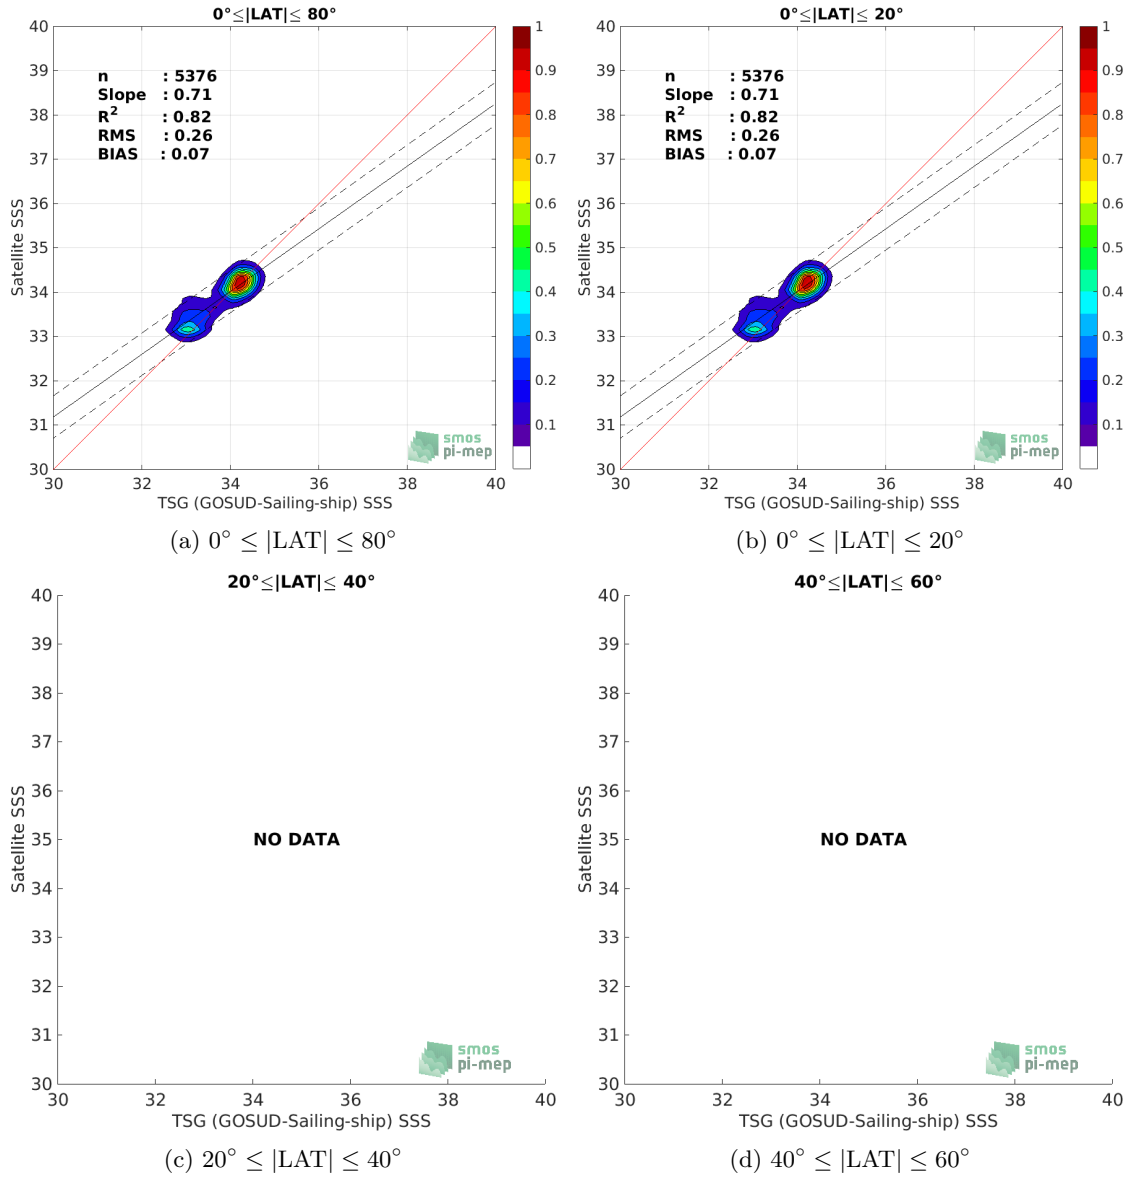 0°≤|LAT|≤ 80°
40
39
38
37
36
35
34
33
32
31
30
Satellite SSS
n : 5376
Slope : 0.71
R² : 0.82
RMS : 0.26
BIAS : 0.07
smos
pi-mep
30 32 34 36 38 40
TSG (GOSUD-Sailing-ship) SSS
1
0.9
0.8
0.7
0.6
0.5
0.4
0.3
0.2
0.1
(a) 0° ≤ |LAT| ≤ 80°
0°≤|LAT|≤ 20°
40
39
38
37
36
35
34
33
32
31
30
Satellite SSS
n : 5376
Slope : 0.71
R² : 0.82
RMS : 0.26
BIAS : 0.07
smos
pi-mep
30 32 34 36 38 40
TSG (GOSUD-Sailing-ship) SSS
1
0.9
0.8
0.7
0.6
0.5
0.4
0.3
0.2
0.1
(b) 0° ≤ |LAT| ≤ 20°
20°≤|LAT|≤ 40°
40
39
38
37
36
35
34
33
32
31
30
Satellite SSS
NO DATA
smos
pi-mep
30 32 34 36 38 40
TSG (GOSUD-Sailing-ship) SSS
(c) 20° ≤ |LAT| ≤ 40°
40°≤|LAT|≤ 60°
40
39
38
37
36
35
34
33
32
31
30
Satellite SSS
NO DATA
smos
pi-mep
30 32 34 36 38 40
TSG (GOSUD-Sailing-ship) SSS
(d) 40° ≤ |LAT| ≤ 60°